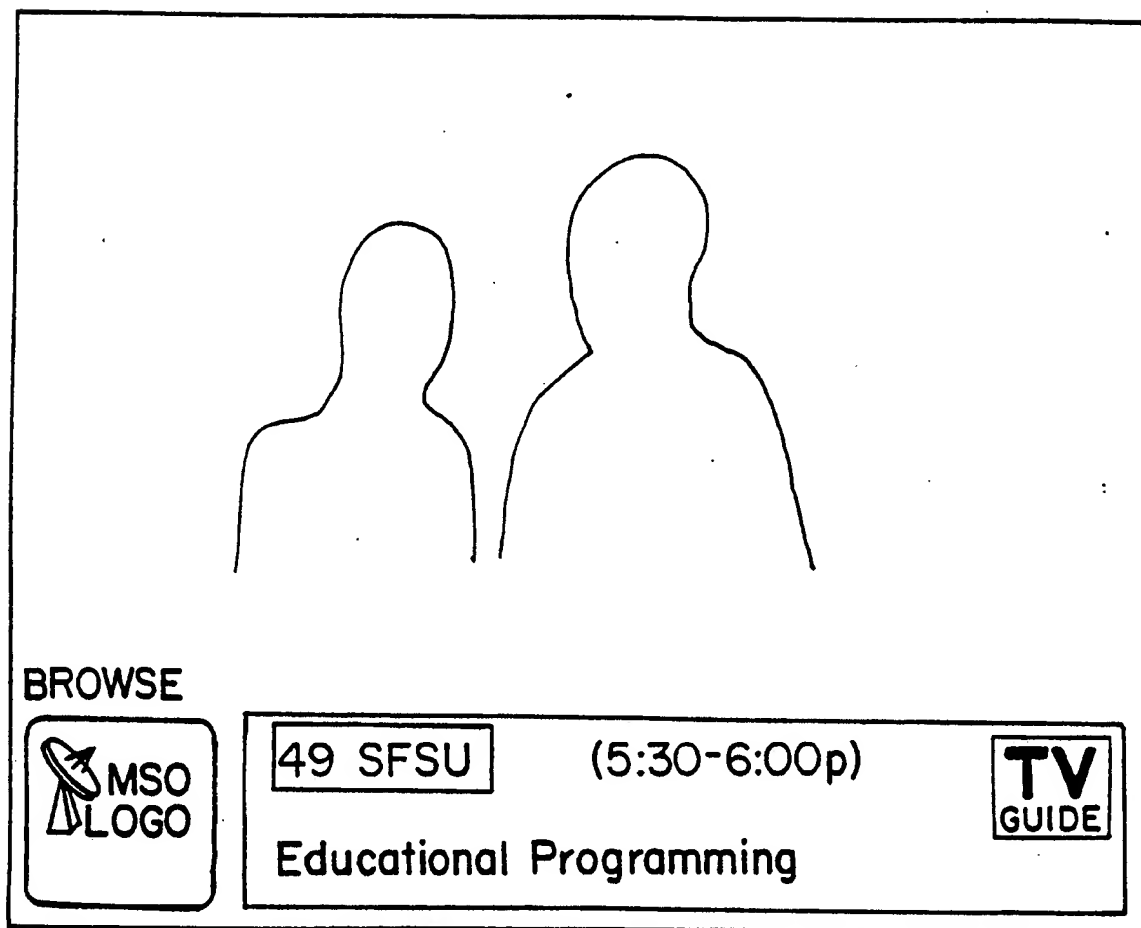 BROWSE
MSO
LOGO
49 SFSU (5:30-6:00p)
Educational Programming
TV
GUIDE